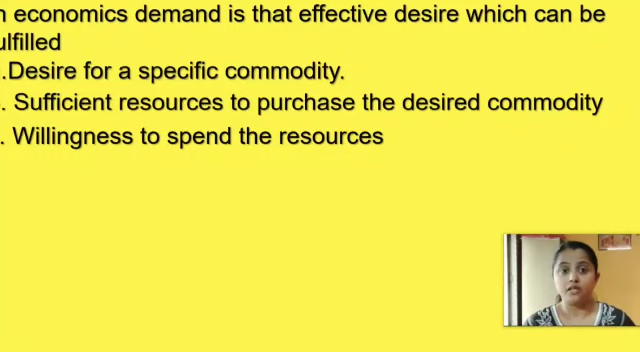 economics demand is that effective desire which can be
ulfilled
.Desire for a specific commodity.
. Sufficient resources to purchase the desired commodity
. Willingness to spend the resources